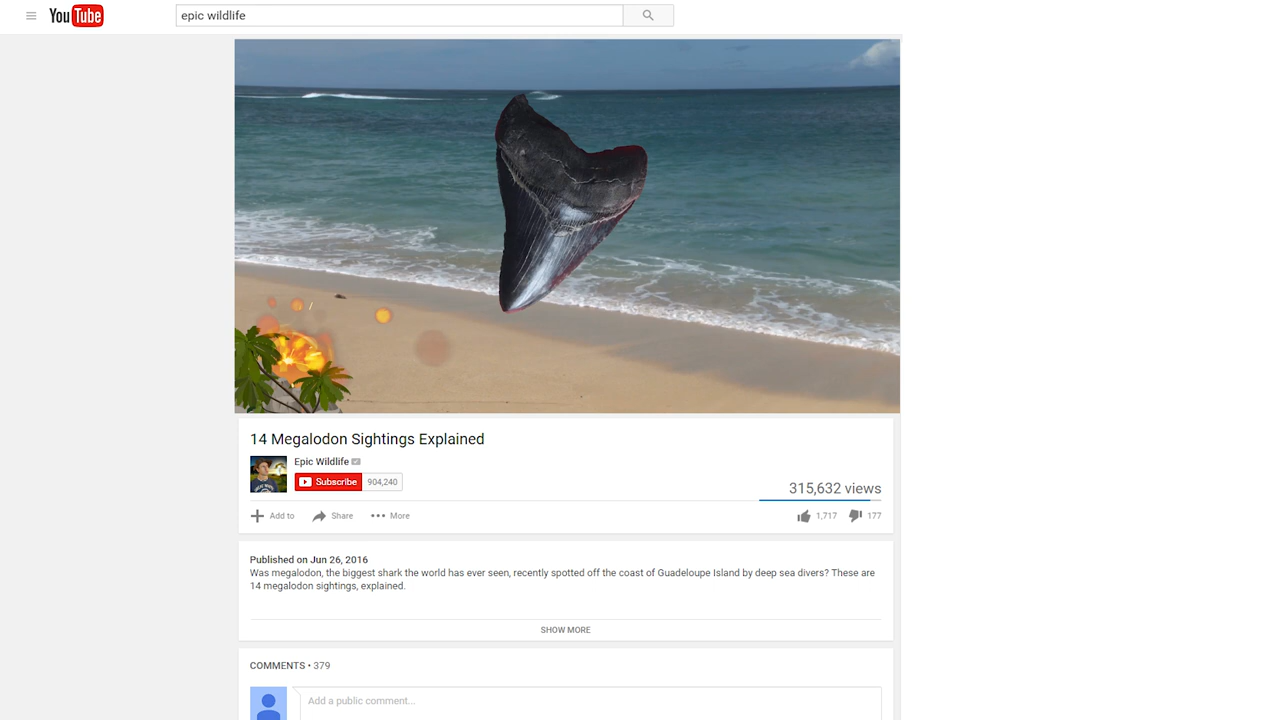 YouTube
epic wildlife
14 Megalodon Sightings Explained
Epic Wildlife
Subscribe 904,240
315,632 views
Add to Share More 1,717 177
Published on Jun 26, 2016
Was megalodon, the biggest shark the world has ever seen, recently spotted off the coast of Guadeloupe Island by deep sea divers? These are
14 megalodon sightings, explained.
SHOW MORE
COMMENTS • 379
Add a public comment...